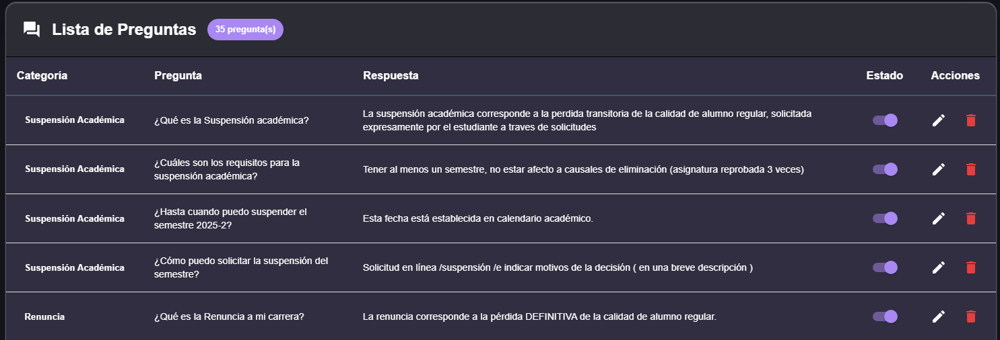 Lista de Preguntas 35 pregunta(s)
Categoría Pregunta Respuesta Estado Acciones
Suspensión Académica ¿Qué es la Suspensión académica? La suspensión académica corresponde a la perdida transitoria de la calidad de alumno regular, solicitada
expresamente por el estudiante a traves de solicitudes
Suspensión Académica ¿Cuáles son los requisitos para la
suspensión académica? Tener al menos un semestre, no estar afecto a causales de eliminación (asignatura reprobada 3 veces)
Suspensión Académica ¿Hasta cuando puedo suspender el
semestre 2025-2? Esta fecha está establecida en calendario académico.
Suspensión Académica ¿Cómo puedo solicitar la suspensión del
semestre? Solicitud en línea /suspensión /e indicar motivos de la decisión ( en una breve descripción )
Renuncia ¿Qué es la Renuncia a mi carrera? La renuncia corresponde a la pérdida DEFINITIVA de la calidad de alumno regular.